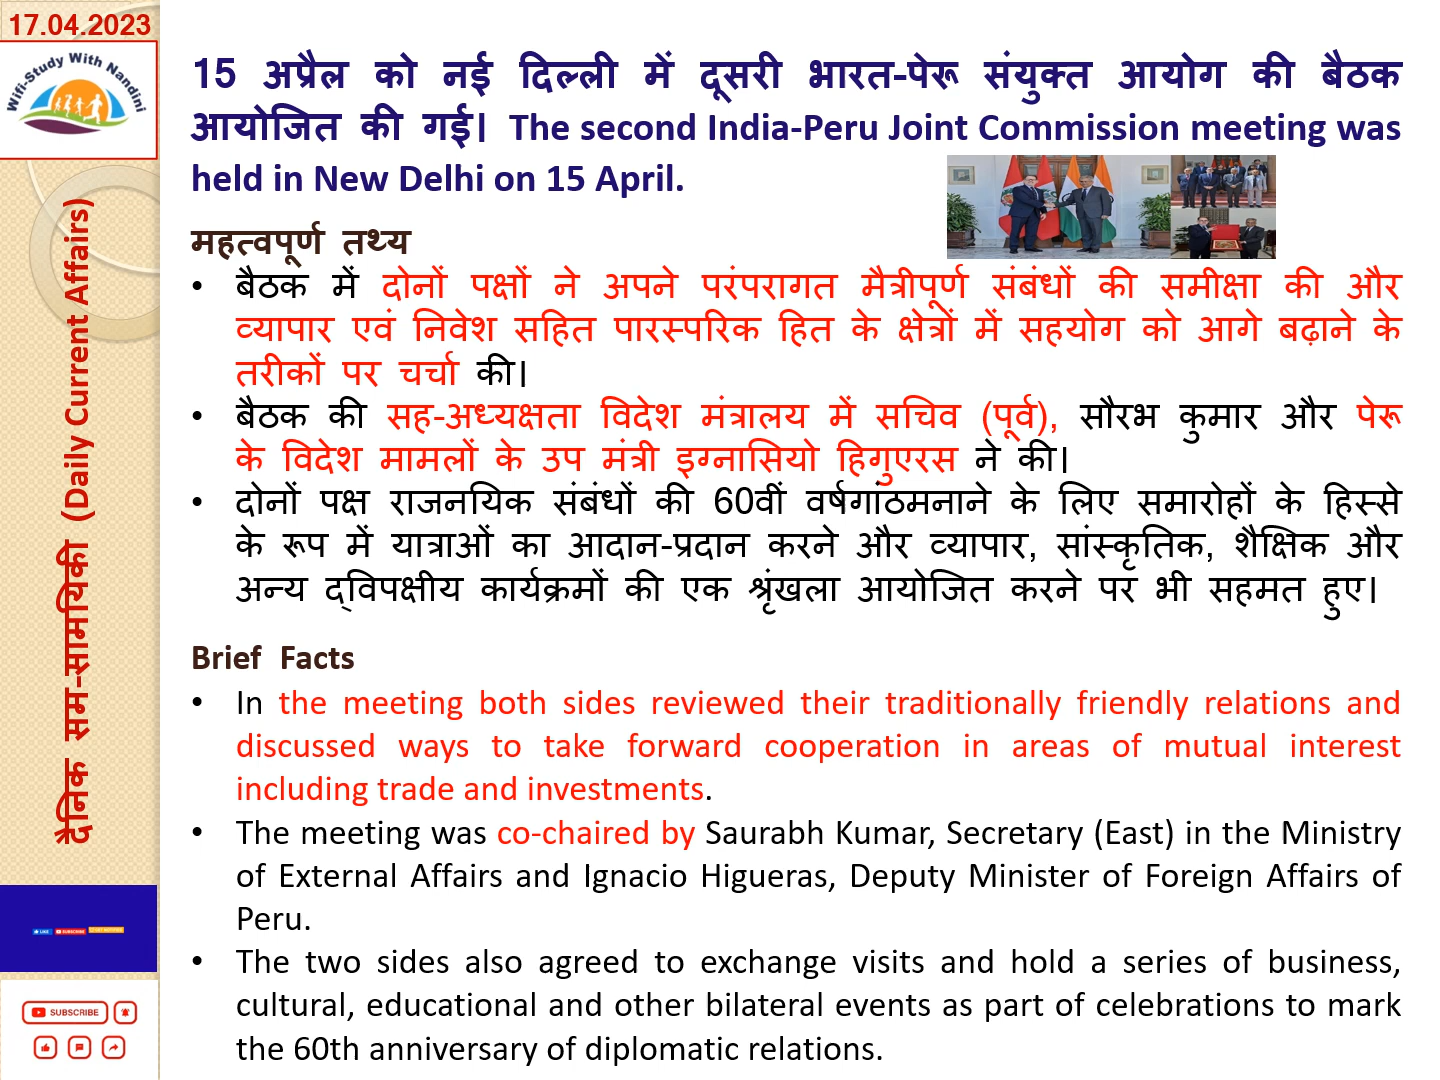 17.04.2023
Wifi-Study With Nandini
दैनिक सम-सामयिकी (Daily Current Affairs)
LIKE SUBSCRIBE
SUBSCRIBE
15 अप्रैल को नई दिल्ली में दूसरी भारत-पेरू संयुक्त आयोग की बैठक
आयोजित की गई। The second India-Peru Joint Commission meeting was
held in New Delhi on 15 April.
महत्वपूर्ण तथ्य
• बैठक में दोनों पक्षों ने अपने परंपरागत मैत्रीपूर्ण संबंधों की समीक्षा की और
व्यापार एवं निवेश सहित पारस्परिक हित के क्षेत्रों में सहयोग को आगे बढ़ाने के
तरीकों पर चर्चा की।
• बैठक की सह-अध्यक्षता विदेश मंत्रालय में सचिव (पूर्व), सौरभ कुमार और पेरू
के विदेश मामलों के उप मंत्री इग्नासियो हिगुएरस ने की।
• दोनों पक्ष राजनयिक संबंधों की 60वीं वर्षगांठमनाने के लिए समारोहों के हिस्से
के रूप में यात्राओं का आदान-प्रदान करने और व्यापार, सांस्कृतिक, शैक्षिक और
अन्य द्विपक्षीय कार्यक्रमों की एक श्रृंखला आयोजित करने पर भी सहमत हुए।
Brief Facts
• In the meeting both sides reviewed their traditionally friendly relations and
discussed ways to take forward cooperation in areas of mutual interest
including trade and investments.
• The meeting was co-chaired by Saurabh Kumar, Secretary (East) in the Ministry
of External Affairs and Ignacio Higueras, Deputy Minister of Foreign Affairs of
Peru.
• The two sides also agreed to exchange visits and hold a series of business,
cultural, educational and other bilateral events as part of celebrations to mark
the 60th anniversary of diplomatic relations.